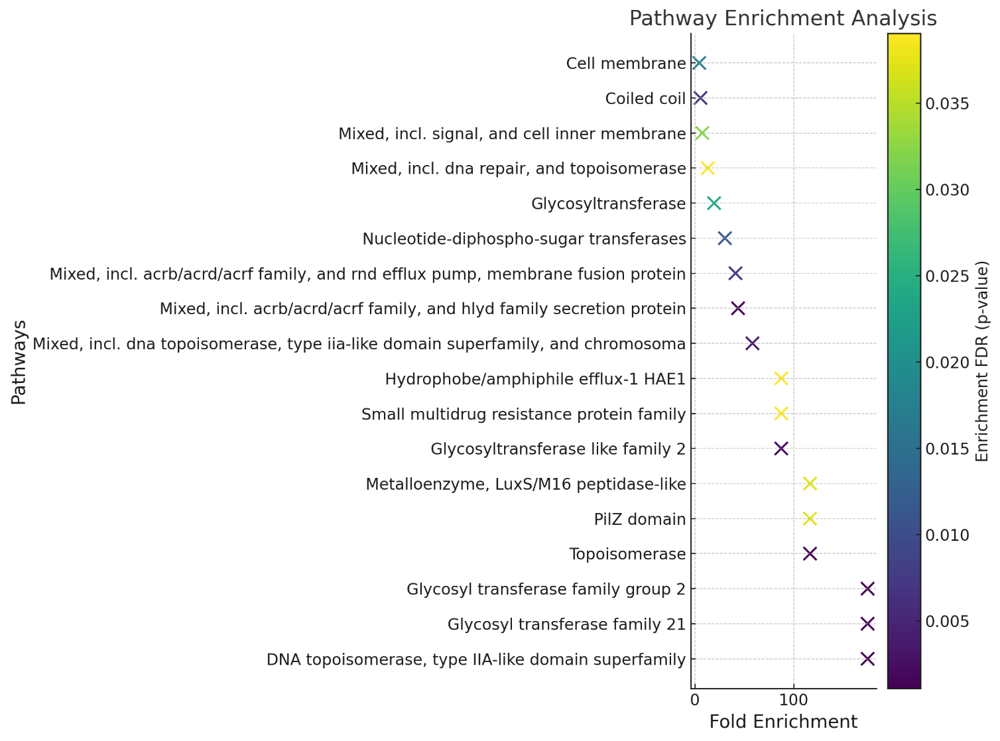 Pathway Enrichment Analysis
Cell membrane
Coiled coil
Mixed, incl. signal, and cell inner membrane
Mixed, incl. dna repair, and topoisomerase
Glycosyltransferase
Nucleotide-diphospho-sugar transferases
Mixed, incl. acrb/acrd/acrf family, and rnd efflux pump, membrane fusion protein
Mixed, incl. acrb/acrd/acrf family, and hlyd family secretion protein
Mixed, incl. dna topoisomerase, type iia-like domain superfamily, and chromosoma
Hydrophobe/amphiphile efflux-1 HAE1
Small multidrug resistance protein family
Glycosyltransferase like family 2
Metalloenzyme, LuxS/M16 peptidase-like
PilZ domain
Topoisomerase
Glycosyl transferase family group 2
Glycosyl transferase family 21
DNA topoisomerase, type IIA-like domain superfamily
Pathways
0 100
Fold Enrichment
0.035
0.030
0.025
0.020
0.015
0.010
0.005
Enrichment FDR (p-value)